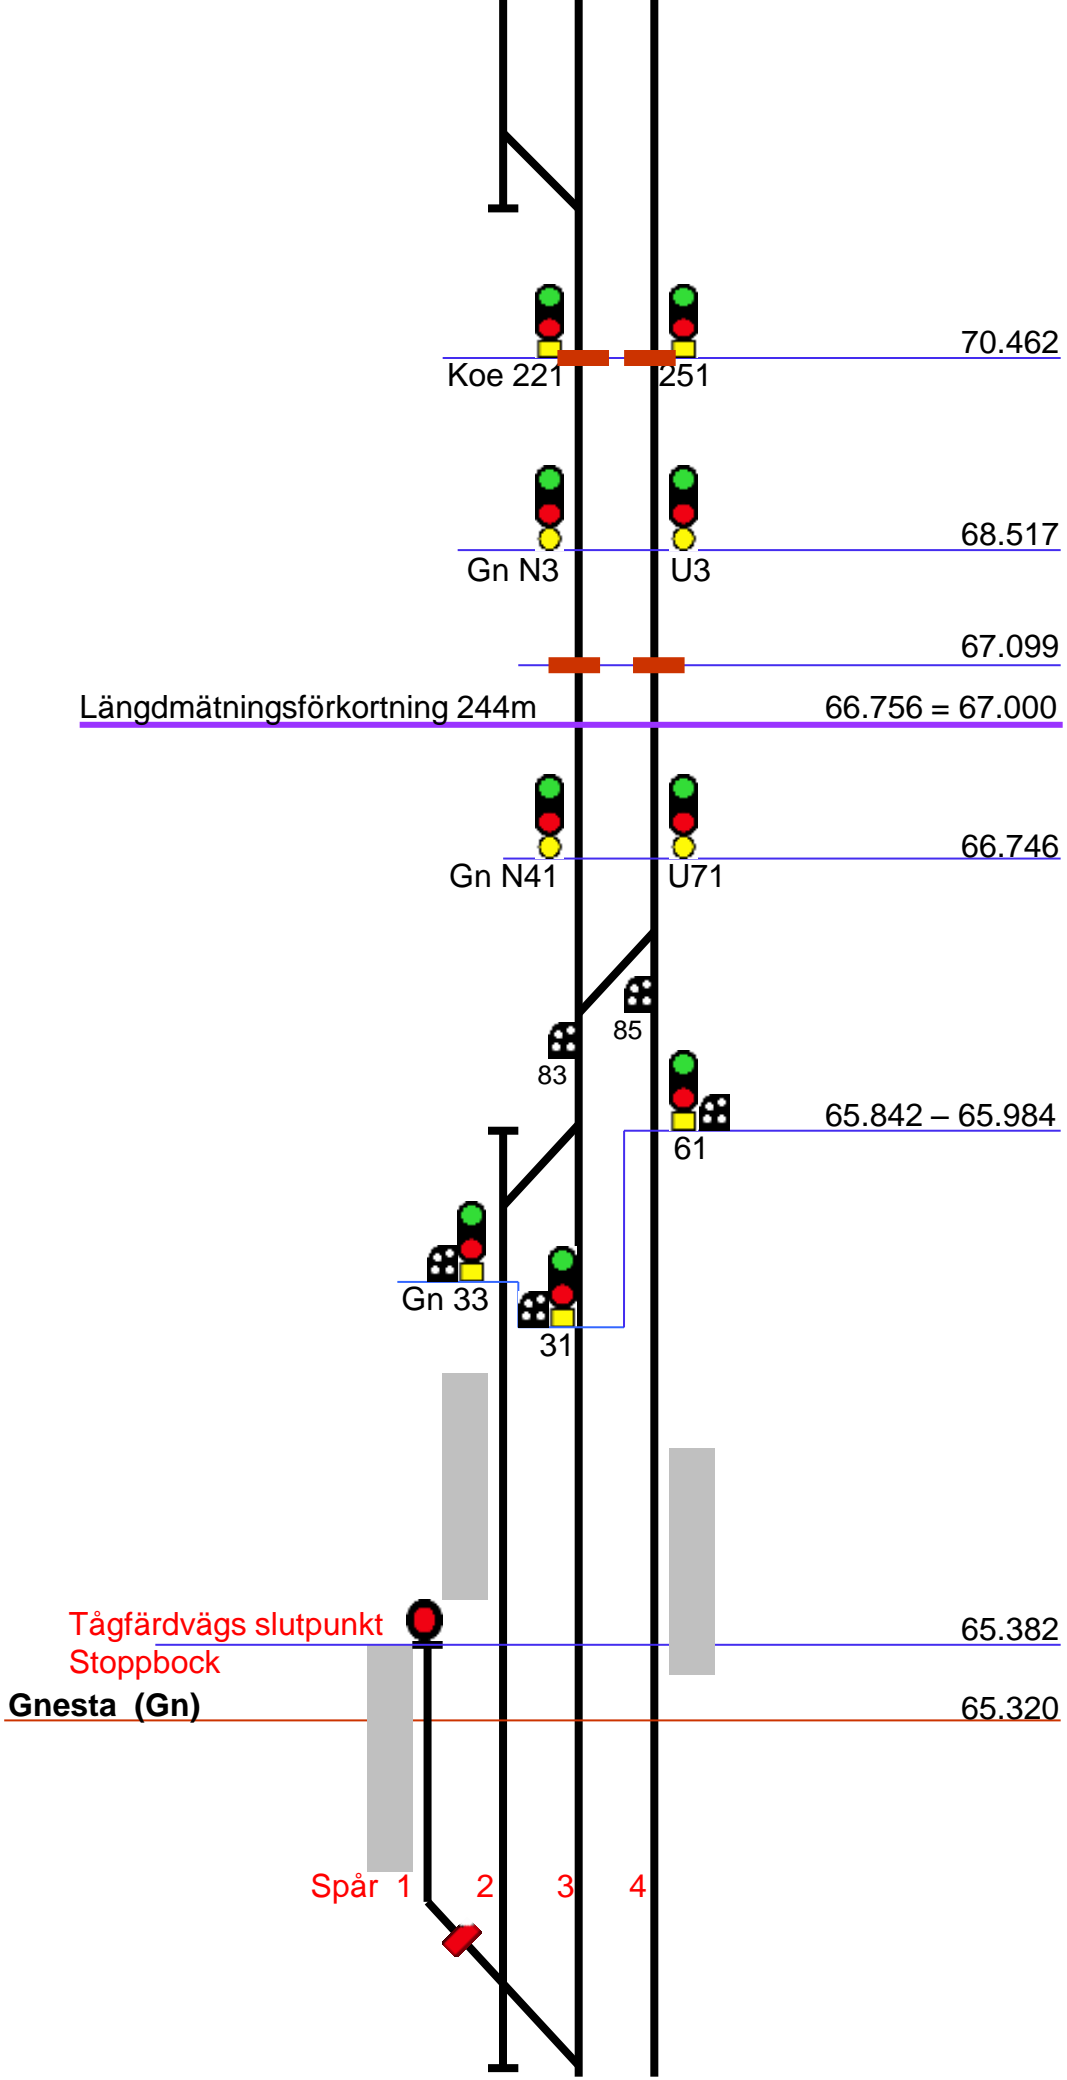 70.462
Koe 221 251
68.517
Gn N3 U3
67.099
Längdmätningsförkortning 244m 66.756 = 67.000
66.746
Gn N41 U71
85
83
65.842 – 65.984
61
Gn 33
31
Tågfärdvägs slutpunkt 65.382
Stoppbock
Gnesta (Gn) 65.320
Spår 1 2 3 4